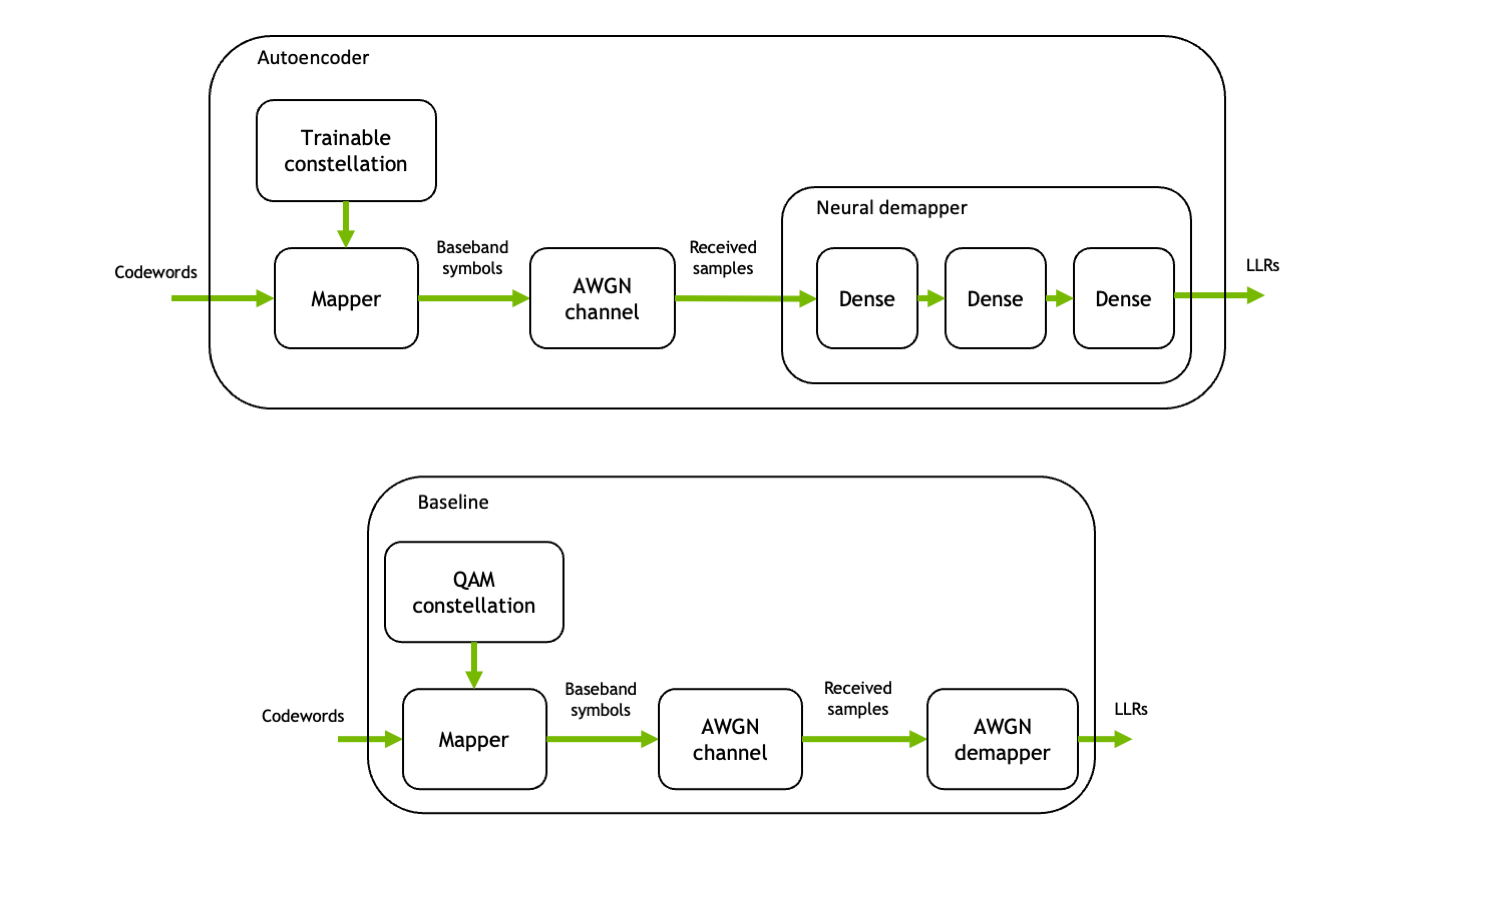 Autoencoder
Trainable
constellation
Neural demapper
Codewords
Mapper
Baseband
symbols
AWGN
channel
Received
samples
Dense
Dense
Dense
LLRs
Baseline
QAM
constellation
Codewords
Mapper
Baseband
symbols
AWGN
channel
Received
samples
AWGN
demapper
LLRs